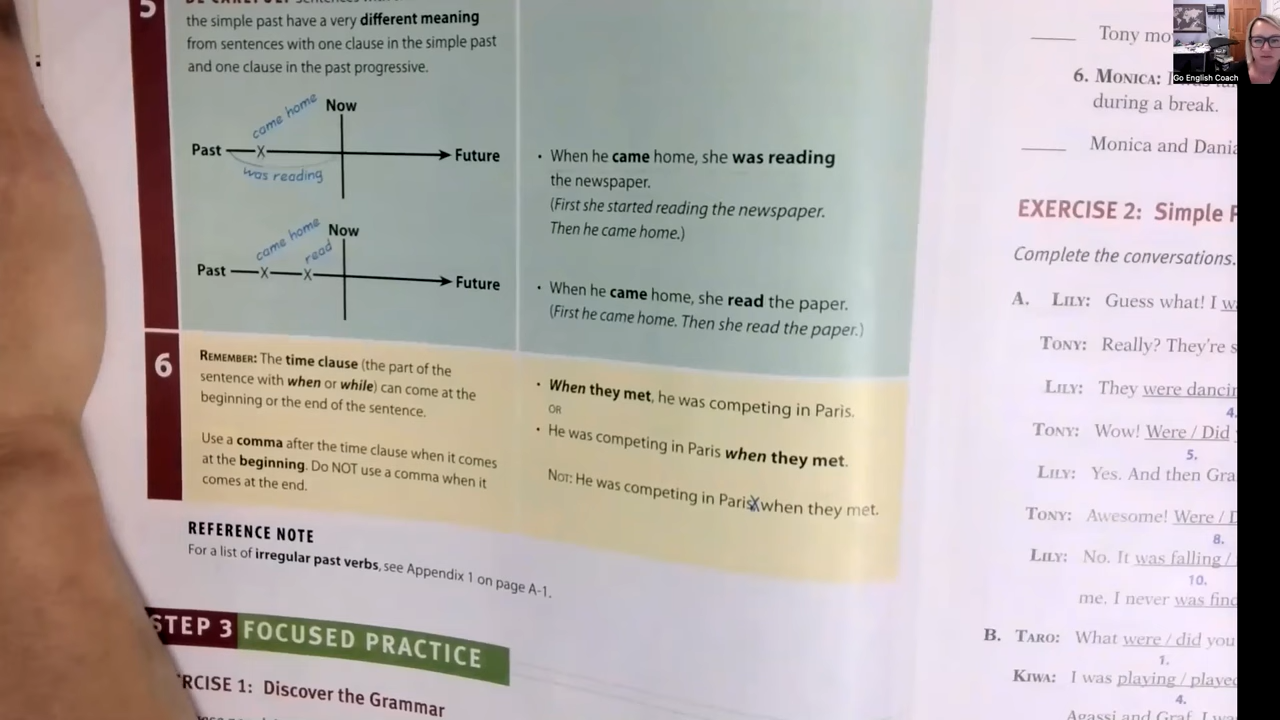 5
the simple past have a very different meaning
from sentences with one clause in the simple past
and one clause in the past progressive.
came home
Now
Past
Future
was reading
came home
read
Now
Past
Future
• When he came home, she was reading
the newspaper.
(First she started reading the newspaper.
Then he came home.)
• When he came home, she read the paper.
(First he came home. Then she read the paper.)
6
REMEMBER: The time clause (the part of the
sentence with when or while) can come at the
beginning or the end of the sentence.
Use a comma after the time clause when it comes
at the beginning. Do NOT use a comma when it
comes at the end.
• When they met, he was competing in Paris.
OR
• He was competing in Paris when they met.
NOT: He was competing in Paris, when they met.
REFERENCE NOTE
For a list of irregular past verbs, see Appendix 1 on page A-1.
STEP 3 FOCUSED PRACTICE
1: Discover the Grammar
Tony
6. MONICA: I
during a break.
Monica and
EXERCISE 2: Simple
Complete the conversations.
A. LILY: Guess what! I
TONY: Really? They're
LILY: They were
4.
TONY: Wow! Were / Did
5.
LILY: Yes. And then
TONY: Awesome! Were /
8.
LILY: No. It was falling /
10.
me. I never was
B. TARO: What were / did you
1.
KIWA: I was playing /
4.
Agassi and Graf. I
Go English Coach